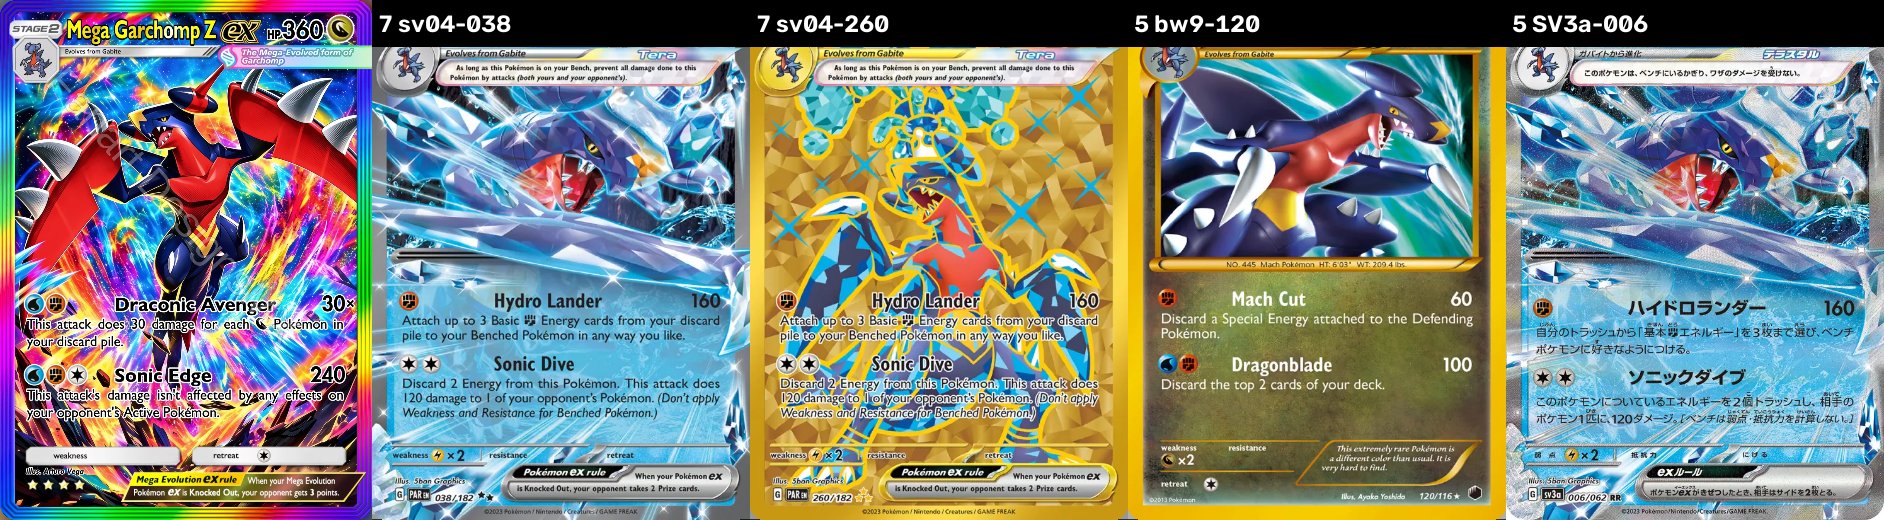 STAGE2
Mega Garchomp Z ex
HP 360
Evolves from Gabite
The Mega-Evolved form of
Garchomp
Draconic Avenger 30×
This attack does 30 damage for each Pokémon in
your discard pile.
Sonic Edge 240
This attack's damage isn't affected by any effects on
your opponent's Active Pokémon.
weakness
retreat
Illus. Arturo Vega
Mega Evolution ex rule When your Mega Evolution
Pokémon ex is Knocked Out, your opponent gets 3 points.
7 sv04-038
Evolves from Gabite
Tera
As long as this Pokémon is on your Bench, prevent all damage done to this
Pokémon by attacks (both yours and your opponent's).
Hydro Lander 160
Attach up to 3 Basic Energy cards from your discard
pile to your Benched Pokémon in any way you like.
Sonic Dive
Discard 2 Energy from this Pokémon. This attack does
120 damage to 1 of your opponent's Pokémon. (Don't apply
Weakness and Resistance for Benched Pokémon.)
weakness ×2 resistance retreat
Illus. 5ban Graphics
Pokémon ex rule When your Pokémon ex
is Knocked Out, your opponent takes 2 Prize cards.
G PAR EN 038/182
©2023 Pokémon / Nintendo / Creatures / GAME FREAK
7 sv04-260
Evolves from Gabite
Tera
As long as this Pokémon is on your Bench, prevent all damage done to this
Pokémon by attacks (both yours and your opponent's).
Hydro Lander 160
Attach up to 3 Basic Energy cards from your discard
pile to your Benched Pokémon in any way you like.
Sonic Dive
Discard 2 Energy from this Pokémon. This attack does
120 damage to 1 of your opponent's Pokémon. (Don't apply
Weakness and Resistance for Benched Pokémon.)
weakness ×2 resistance retreat
Illus. 5ban Graphics
Pokémon ex rule When your Pokémon ex
is Knocked Out, your opponent takes 2 Prize cards.
G PAR EN 260/182
©2023 Pokémon / Nintendo / Creatures / GAME FREAK
5 bw9-120
Evolves from Gabite
NO. 445 Mach Pokémon HT: 6'03" WT: 209.4 lbs.
Mach Cut 60
Discard a Special Energy attached to the Defending
Pokémon.
Dragonblade 100
Discard the top 2 cards of your deck.
weakness resistance
×2
retreat
This extremely rare Pokémon is
a different color than usual. It is
very hard to find.
©2013 Pokémon
Illus. Ayaka Yoshida 120/116
5 SV3a-006
ガバイトから進化
テラスタル
このポケモンは、ベンチにいるかぎり、ワザのダメージを受けない。
ハイドロランダー 160
自分のトラッシュから「基本エネルギー」を3枚まで選び、ベンチ
ポケモンに好きなようにつける。
ソニックダイブ
このポケモンについているエネルギーを2個トラッシュし、相手の
ポケモン1匹に、120ダメージ。[ベンチは弱点・抵抗力を計算しない。]
弱点 ×2 抵抗力 にげる
Illus. 5ban Graphics
exルール
ポケモンexがきぜつしたとき、相手はサイドを2枚とる。
G sv3a 006/062 RR
©2023 Pokémon/Nintendo/Creatures/GAME FREAK